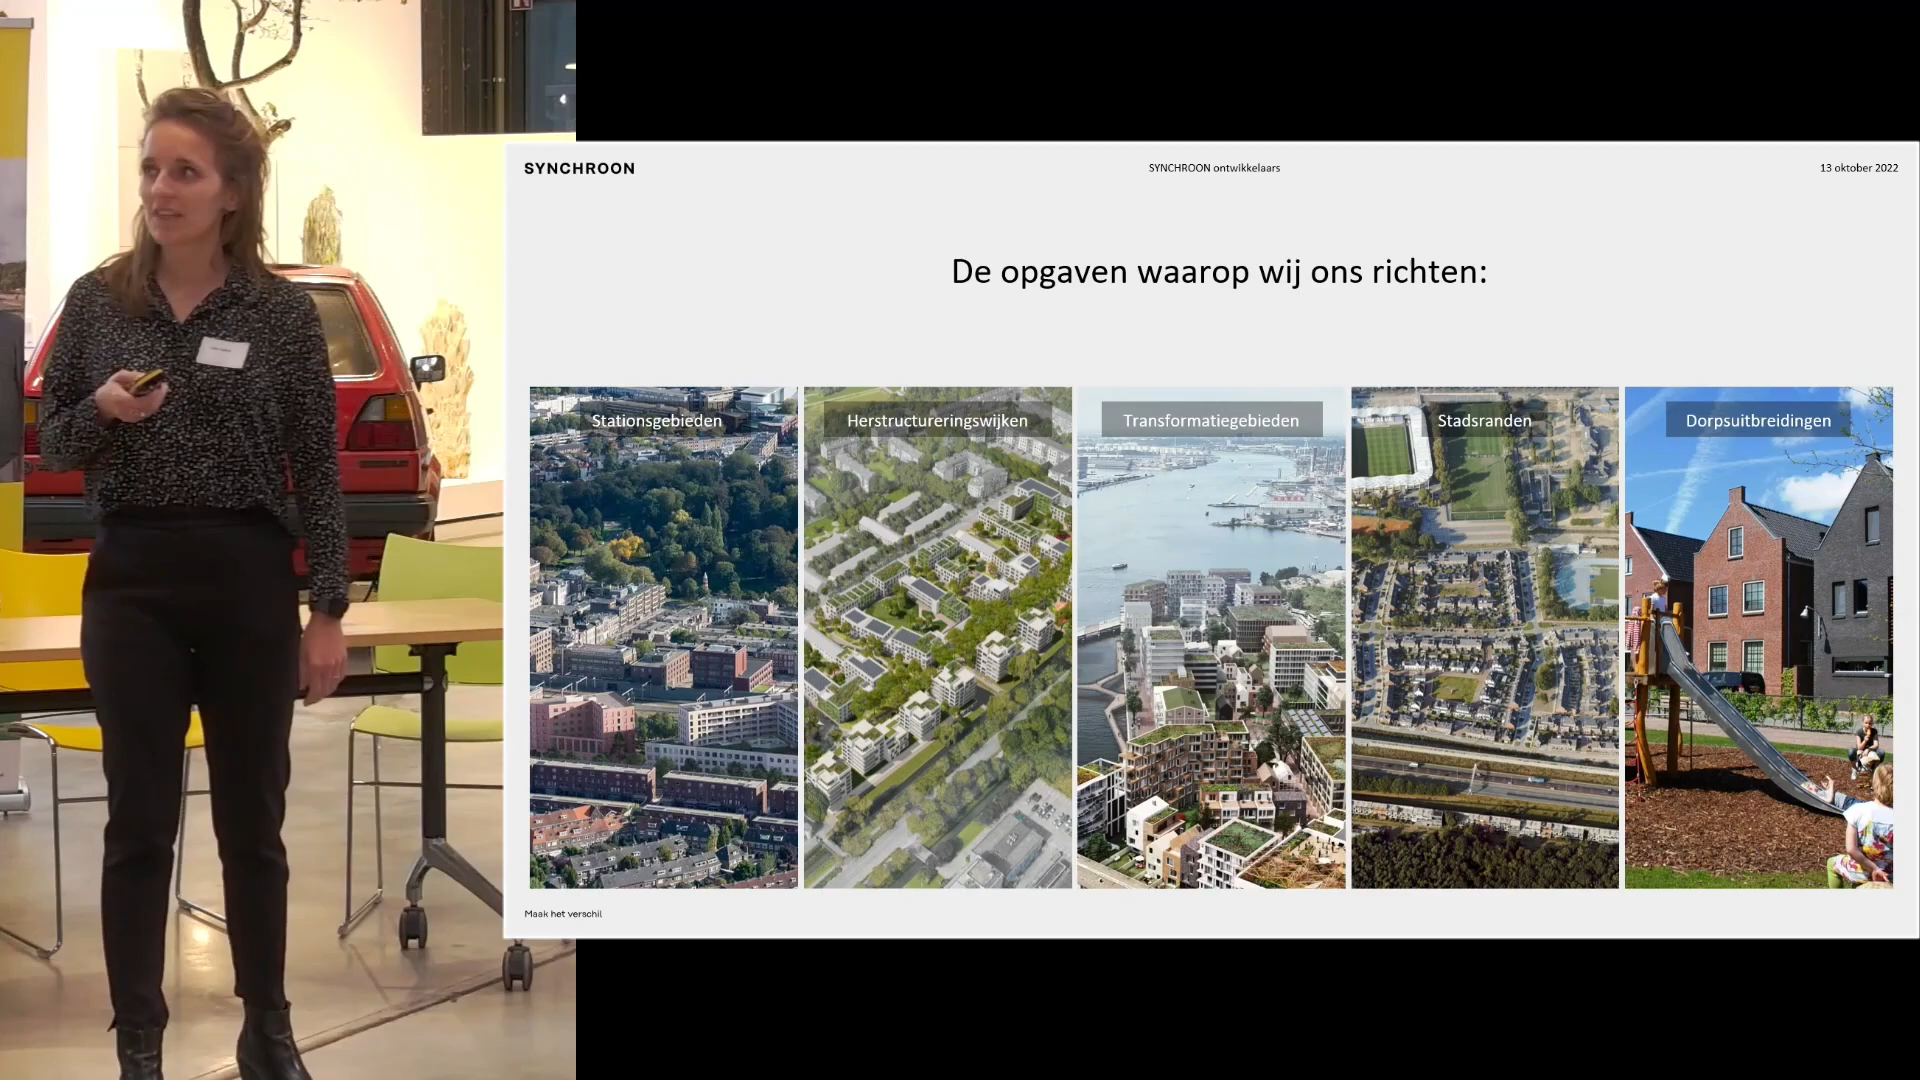 SYNCHROON
SYNCHROON ontwikkelaars
13 oktober 2022
De opgaven waarop wij ons richten:
Stationsgebieden
Herstructureringswijken
Transformatiegebieden
Stadsranden
Dorpsuitbreidingen
Maak het verschil